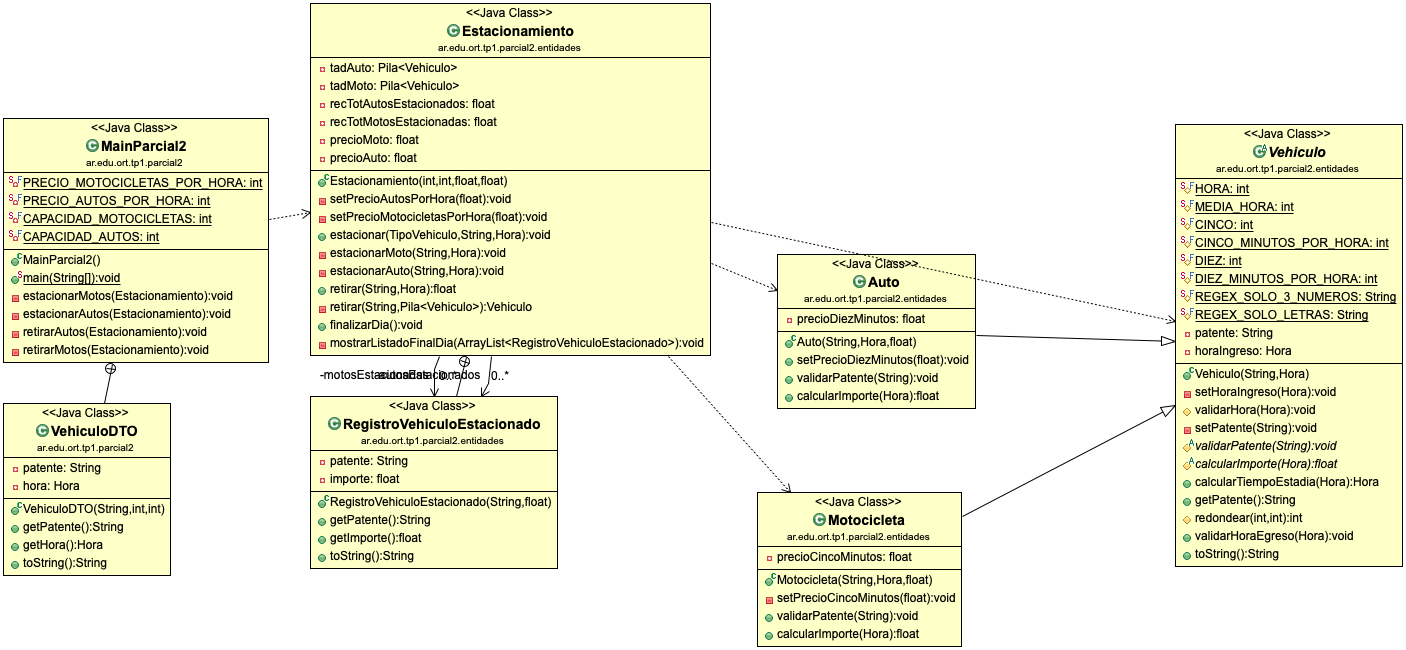 <<Java Class>>
MainParcial2
ar.edu.ort.tp1.parcial2
PRECIO_MOTOCICLETAS_POR_HORA: int
PRECIO_AUTOS_POR_HORA: int
CAPACIDAD_MOTOCICLETAS: int
CAPACIDAD_AUTOS: int
MainParcial2()
main(String[]):void
estacionarMotos(Estacionamiento):void
estacionarAutos(Estacionamiento):void
retirarAutos(Estacionamiento):void
retirarMotos(Estacionamiento):void
<<Java Class>>
VehiculoDTO
ar.edu.ort.tp1.parcial2
patente: String
hora: Hora
VehiculoDTO(String,int,int)
getPatente():String
getHora():Hora
toString():String
<<Java Class>>
Estacionamiento
ar.edu.ort.tp1.parcial2.entidades
tadAuto: Pila<Vehiculo>
tadMoto: Pila<Vehiculo>
recTotAutosEstacionados: float
recTotMotosEstacionadas: float
precioMoto: float
precioAuto: float
Estacionamiento(int,int,float,float)
setPrecioAutosPorHora(float):void
setPrecioMotocicletasPorHora(float):void
estacionar(TipoVehiculo,String,Hora):void
estacionarMoto(String,Hora):void
estacionarAuto(String,Hora):void
retirar(String,Hora):float
retirar(String,Pila<Vehiculo>):Vehiculo
finalizarDia():void
mostrarListadoFinalDia(ArrayList<RegistroVehiculoEstacionado>):void
0..*
0..*
<<Java Class>>
RegistroVehiculoEstacionado
ar.edu.ort.tp1.parcial2.entidades
patente: String
importe: float
RegistroVehiculoEstacionado(String,float)
getPatente():String
getImporte():float
toString():String
<<Java Class>>
Auto
ar.edu.ort.tp1.parcial2.entidades
precioDiezMinutos: float
Auto(String,Hora,float)
setPrecioDiezMinutos(float):void
validarPatente(String):void
calcularImporte(Hora):float
<<Java Class>>
Motocicleta
ar.edu.ort.tp1.parcial2.entidades
precioCincoMinutos: float
Motocicleta(String,Hora,float)
setPrecioCincoMinutos(float):void
validarPatente(String):void
calcularImporte(Hora):float
<<Java Class>>
Vehiculo
ar.edu.ort.tp1.parcial2.entidades
HORA: int
MEDIA_HORA: int
CINCO: int
CINCO_MINUTOS_POR_HORA: int
DIEZ: int
DIEZ_MINUTOS_POR_HORA: int
REGEX_SOLO_3_NUMEROS: String
REGEX_SOLO_LETRAS: String
patente: String
horaIngreso: Hora
Vehiculo(String,Hora)
setHoraIngreso(Hora):void
validarHora(Hora):void
setPatente(String):void
validarPatente(String):void
calcularImporte(Hora):float
calcularTiempoEstadia(Hora):Hora
getPatente():String
redondear(int,int):int
validarHoraEgreso(Hora):void
toString():String